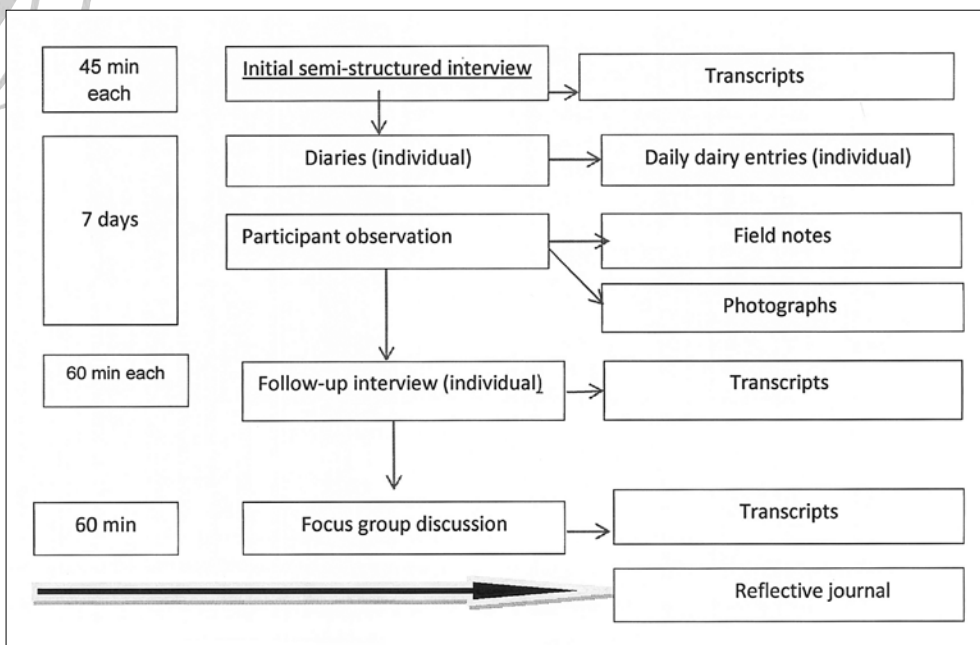 45 min
each
Initial semi-structured interview
Transcripts
Diaries (individual)
Daily dairy entries (individual)
7 days
Participant observation
Field notes
Photographs
60 min each
Follow-up interview (individual)
Transcripts
60 min
Focus group discussion
Transcripts
Reflective journal